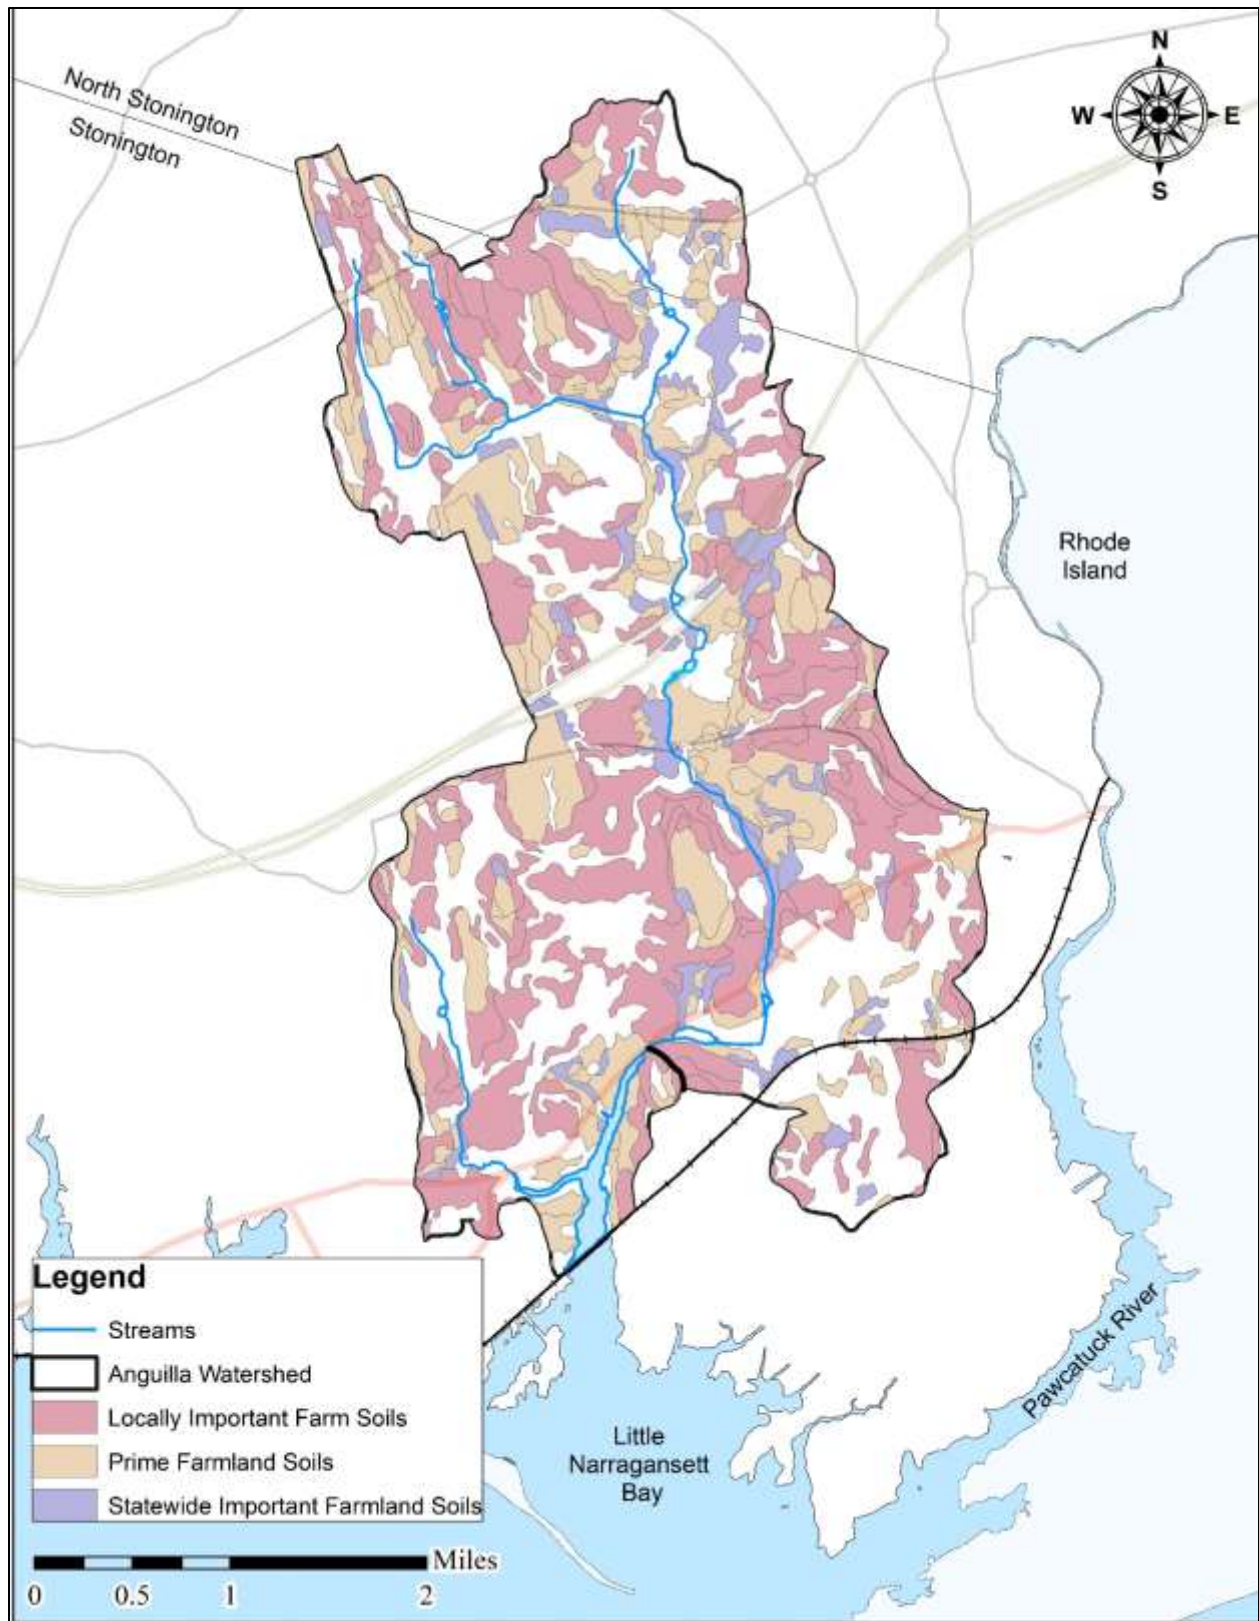 N
W E
S
North Stonington
Stonington
Rhode
Island
Legend
Streams
Anguilla Watershed
Locally Important Farm Soils
Prime Farmland Soils
Statewide Important Farmland Soils
Little
Narragansett
Bay
Pawcatuck River
Miles
0 0.5 1 2